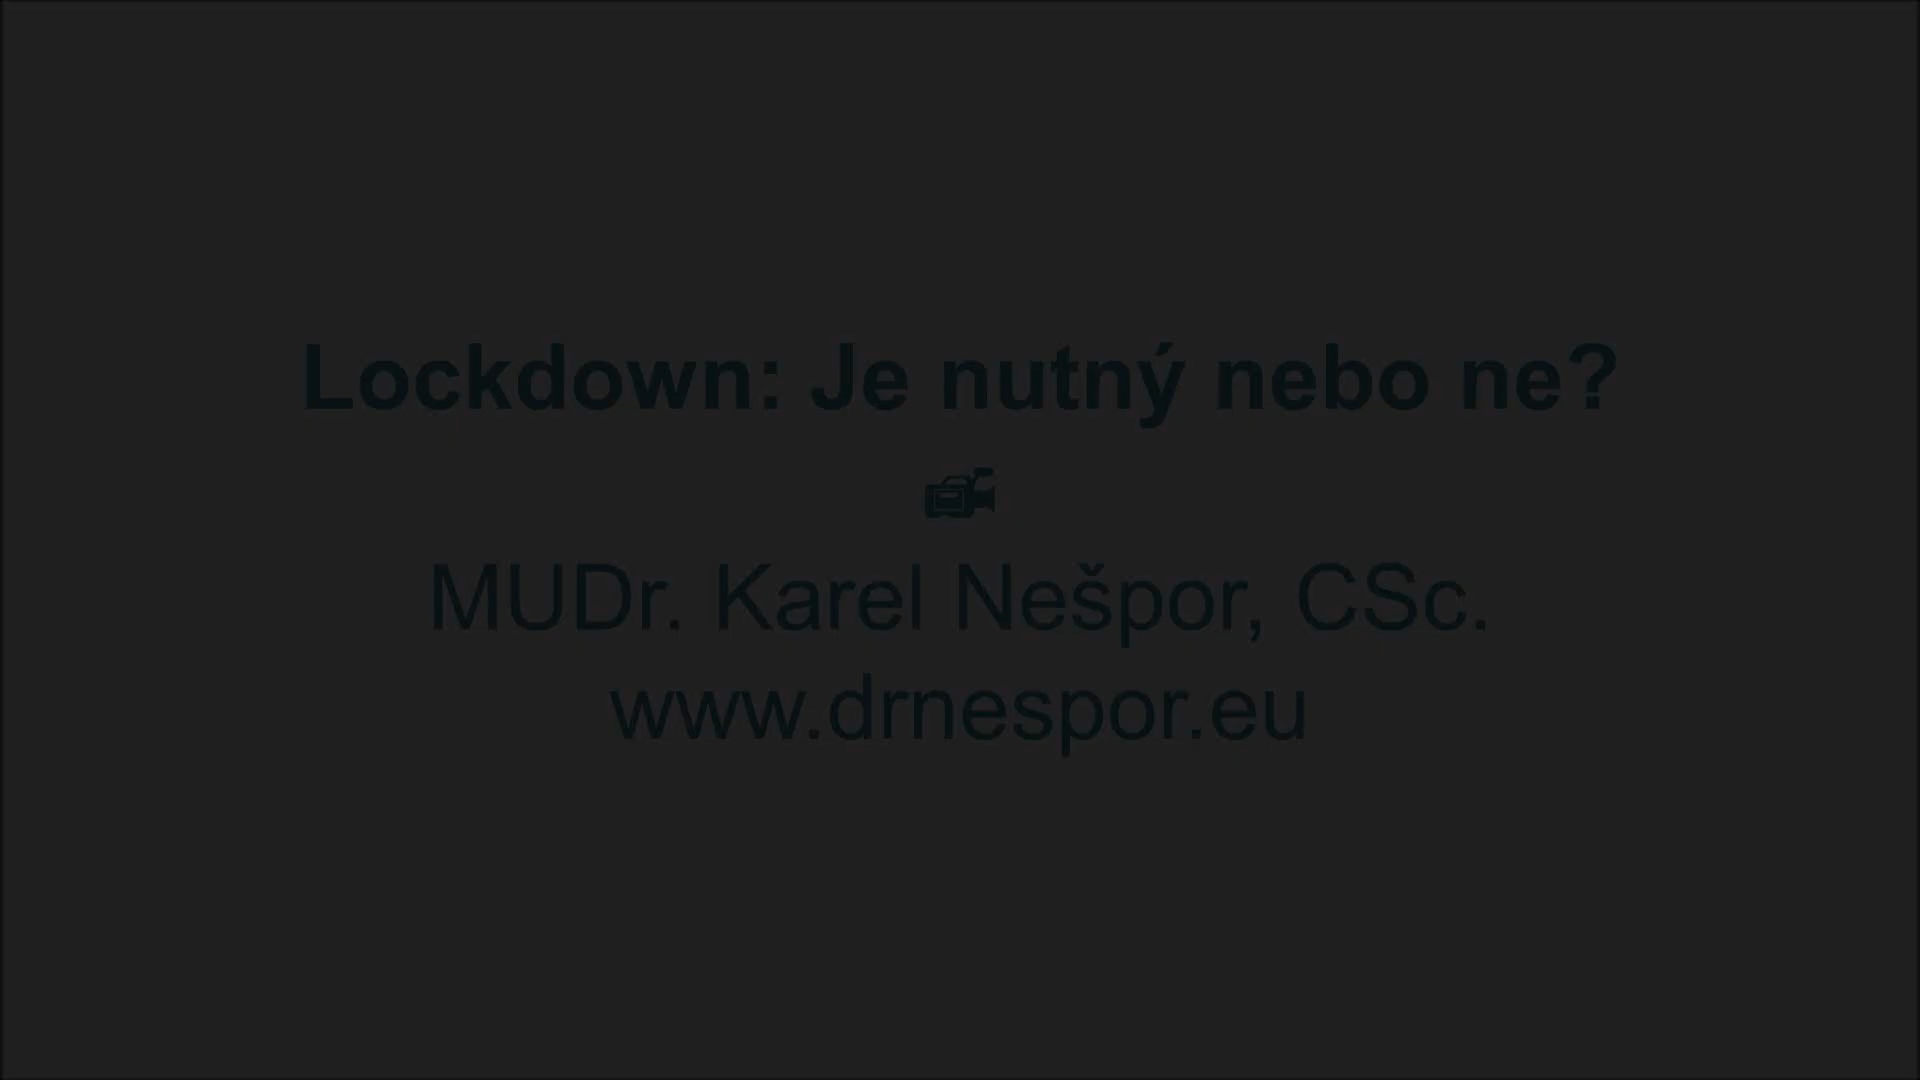 Lockdown: Je nutný nebo ne?
MUDr. Karel Nešpor, CSc.
www.drnespor.eu